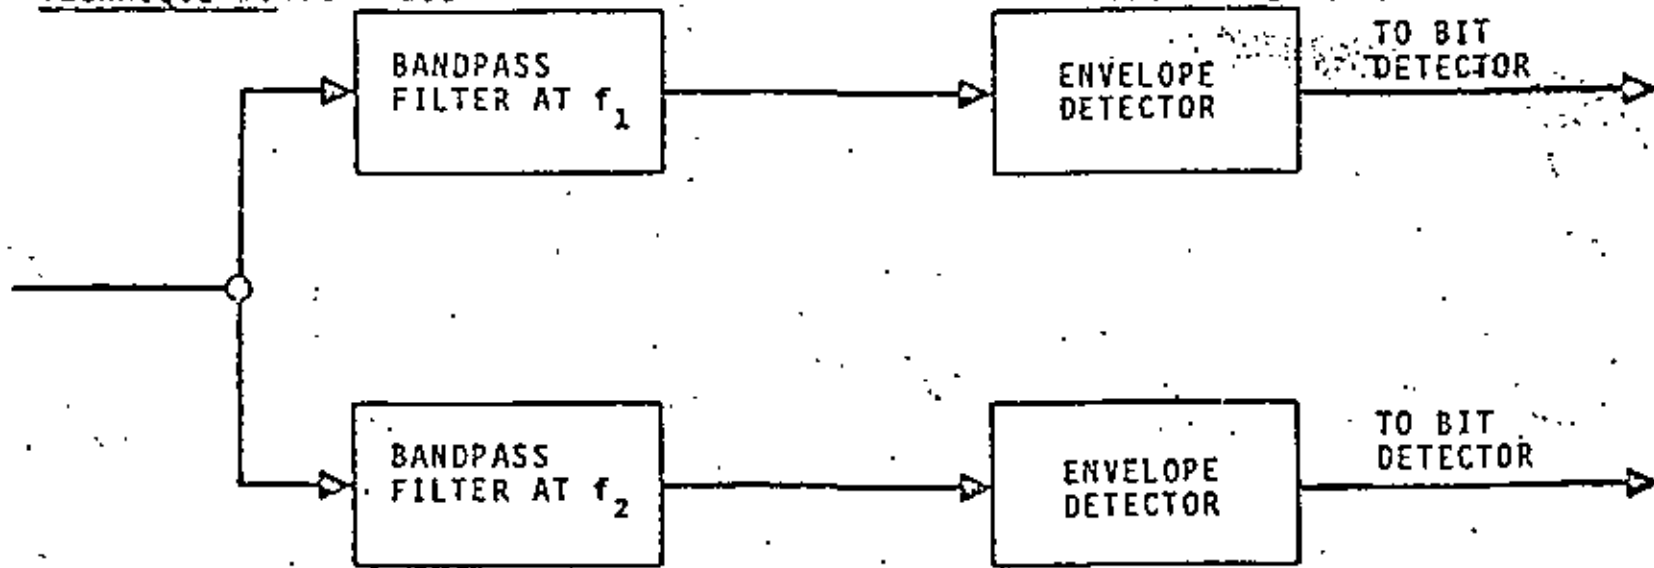 BANDPASS
FILTER AT f1
ENVELOPE
DETECTOR
TO BIT
DETECTOR
BANDPASS
FILTER AT f2
ENVELOPE
DETECTOR
TO BIT
DETECTOR